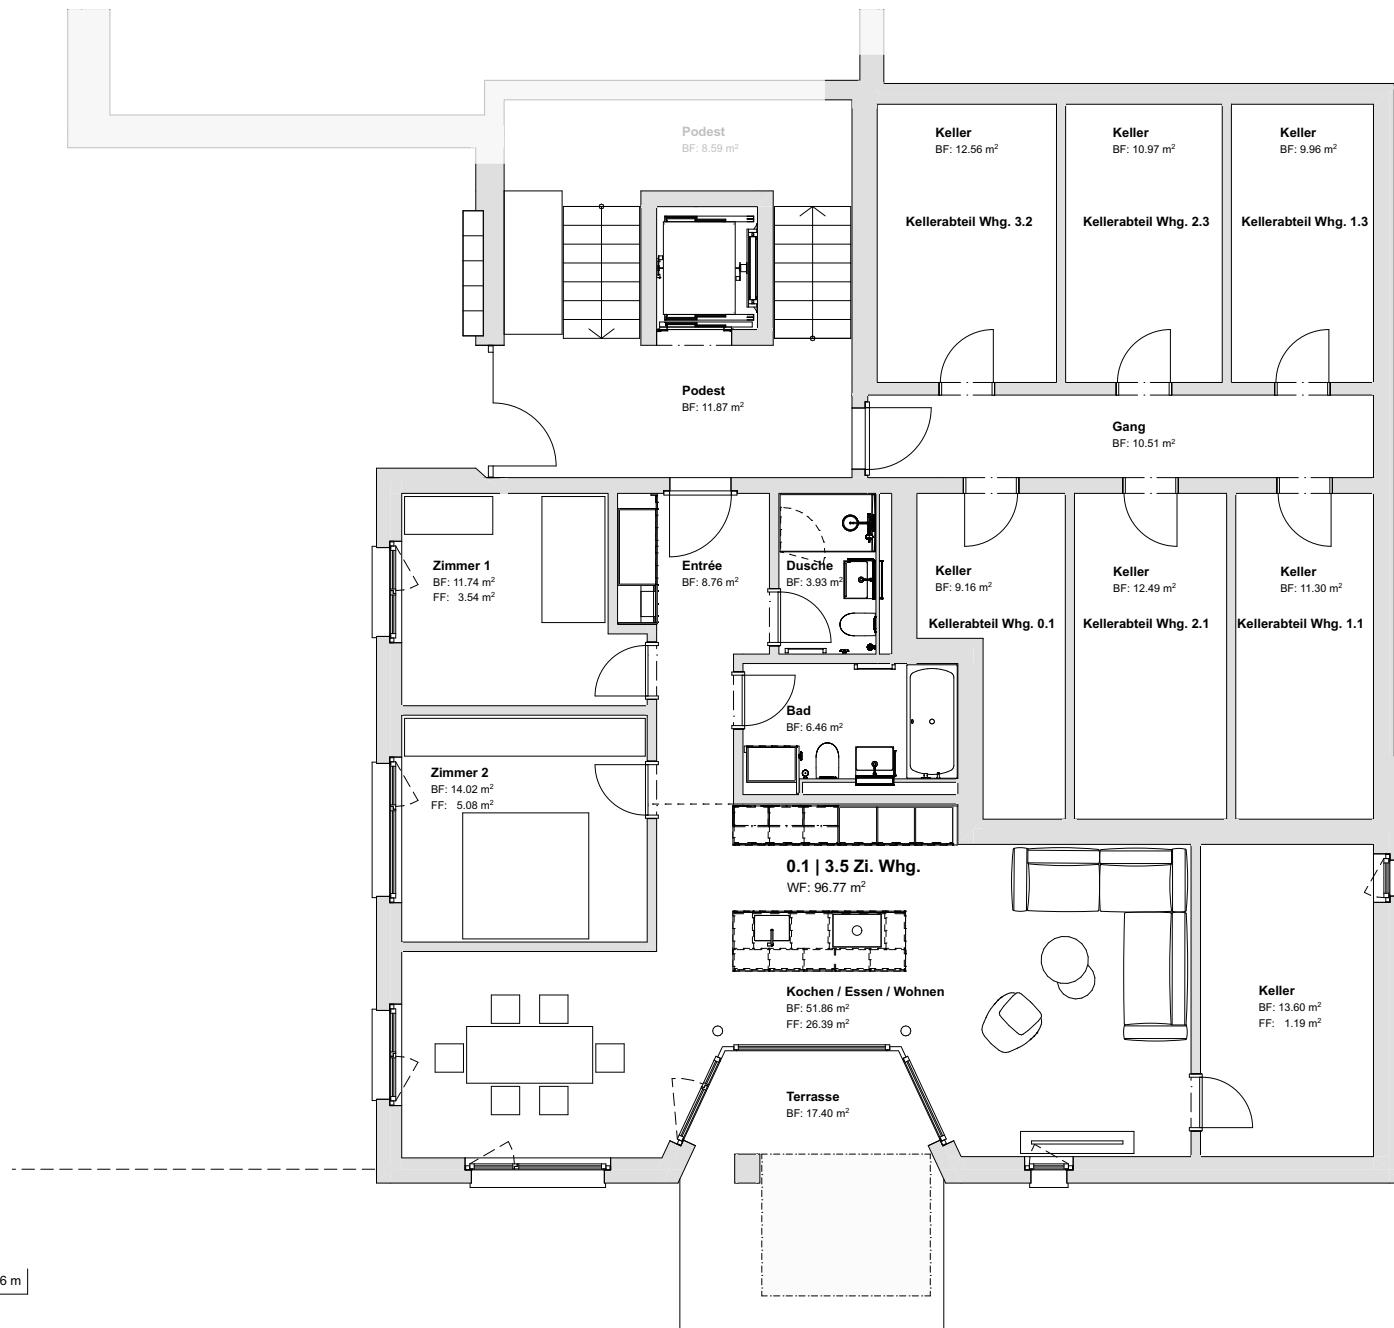 Podest
BF: 8.59 m²
Keller
BF: 12.56 m²
Kellerabteil Whg. 3.2
Keller
BF: 10.97 m²
Kellerabteil Whg. 2.3
Keller
BF: 9.96 m²
Kellerabteil Whg. 1.3
Podest
BF: 11.87 m²
Gang
BF: 10.51 m²
Zimmer 1
BF: 11.74 m²
FF: 3.54 m²
Entrée
BF: 8.76 m²
Dusche
BF: 3.93 m²
Keller
BF: 9.16 m²
Kellerabteil Whg. 0.1
Keller
BF: 12.49 m²
Kellerabteil Whg. 2.1
Keller
BF: 11.30 m²
Kellerabteil Whg. 1.1
Bad
BF: 6.46 m²
Zimmer 2
BF: 14.02 m²
FF: 5.08 m²
0.1 | 3.5 Zi. Whg.
WF: 96.77 m²
Kochen / Essen / Wohnen
BF: 51.86 m²
FF: 26.39 m²
Keller
BF: 13.60 m²
FF: 1.19 m²
Terrasse
BF: 17.40 m²
6 m